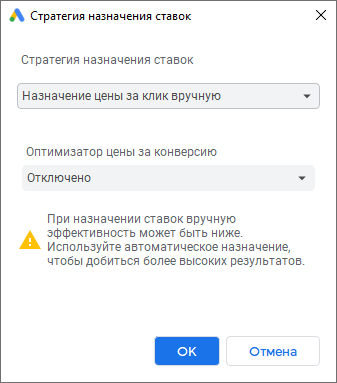 Стратегия назначения ставок
Стратегия назначения ставок
Назначение цены за клик вручную
Оптимизатор цены за конверсию
Отключено
При назначении ставок вручную
эффективность может быть ниже.
Используйте автоматическое назначение,
чтобы добиться более высоких результатов.
OK
Отмена